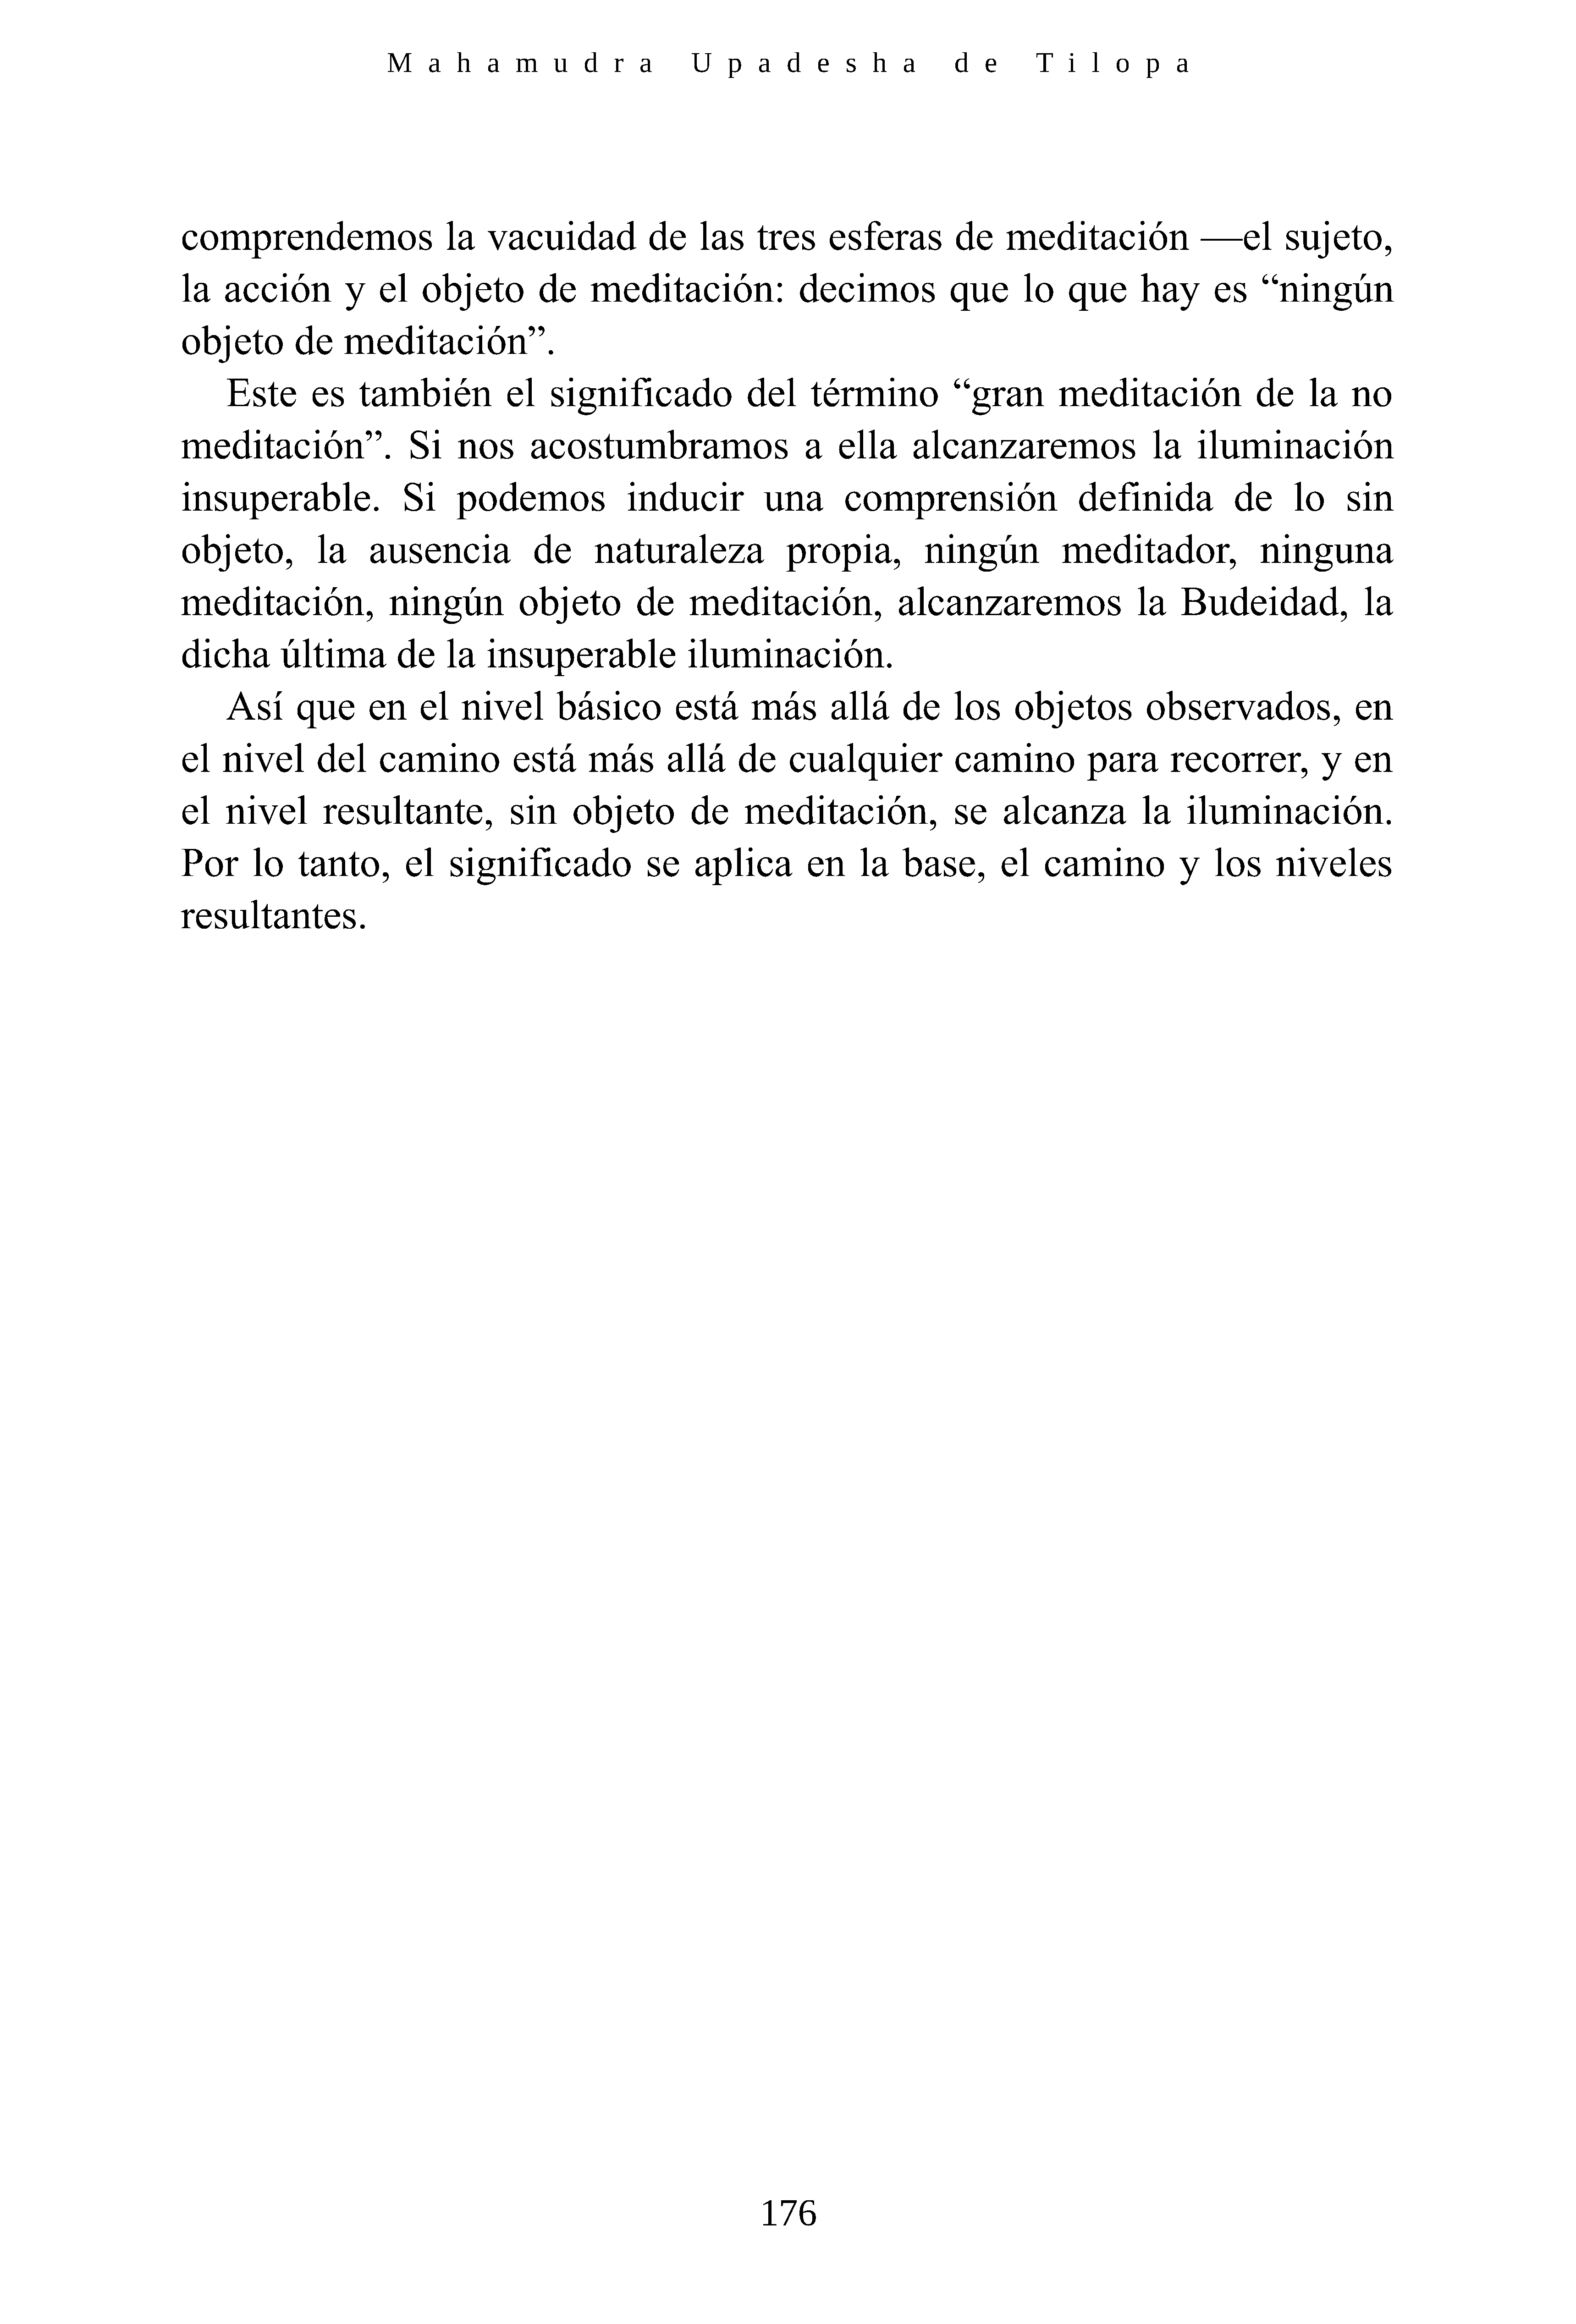 Mahamudra Upadesha de Tilopa
comprendemos la vacuidad de las tres esferas de meditación —el sujeto,
la acción y el objeto de meditación: decimos que lo que hay es “ningún
objeto de meditación”.
Este es también el significado del término “gran meditación de la no
meditación”. Si nos acostumbramos a ella alcanzaremos la iluminación
insuperable. Si podemos inducir una comprensión definida de lo sin
objeto, la ausencia de naturaleza propia, ningún meditador, ninguna
meditación, ningún objeto de meditación, alcanzaremos la Budeidad, la
dicha última de la insuperable iluminación.
Así que en el nivel básico está más allá de los objetos observados, en
el nivel del camino está más allá de cualquier camino para recorrer, y en
el nivel resultante, sin objeto de meditación, se alcanza la iluminación.
Por lo tanto, el significado se aplica en la base, el camino y los niveles
resultantes.
176